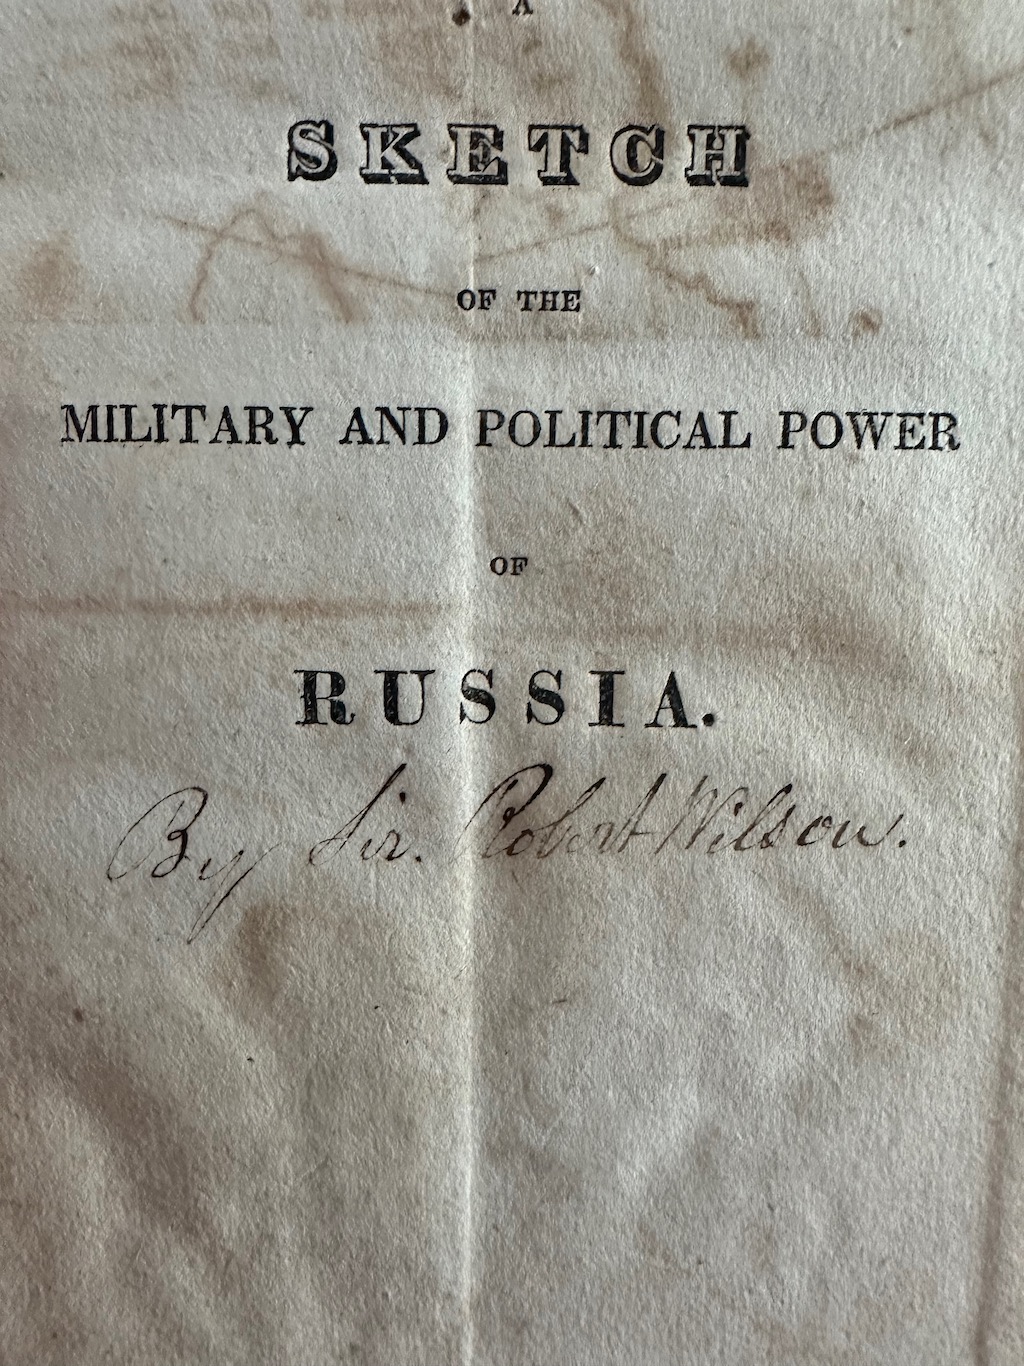 A
SKETCH
OF THE
MILITARY AND POLITICAL POWER
OF
RUSSIA.
By Sir. Robert Wilson.